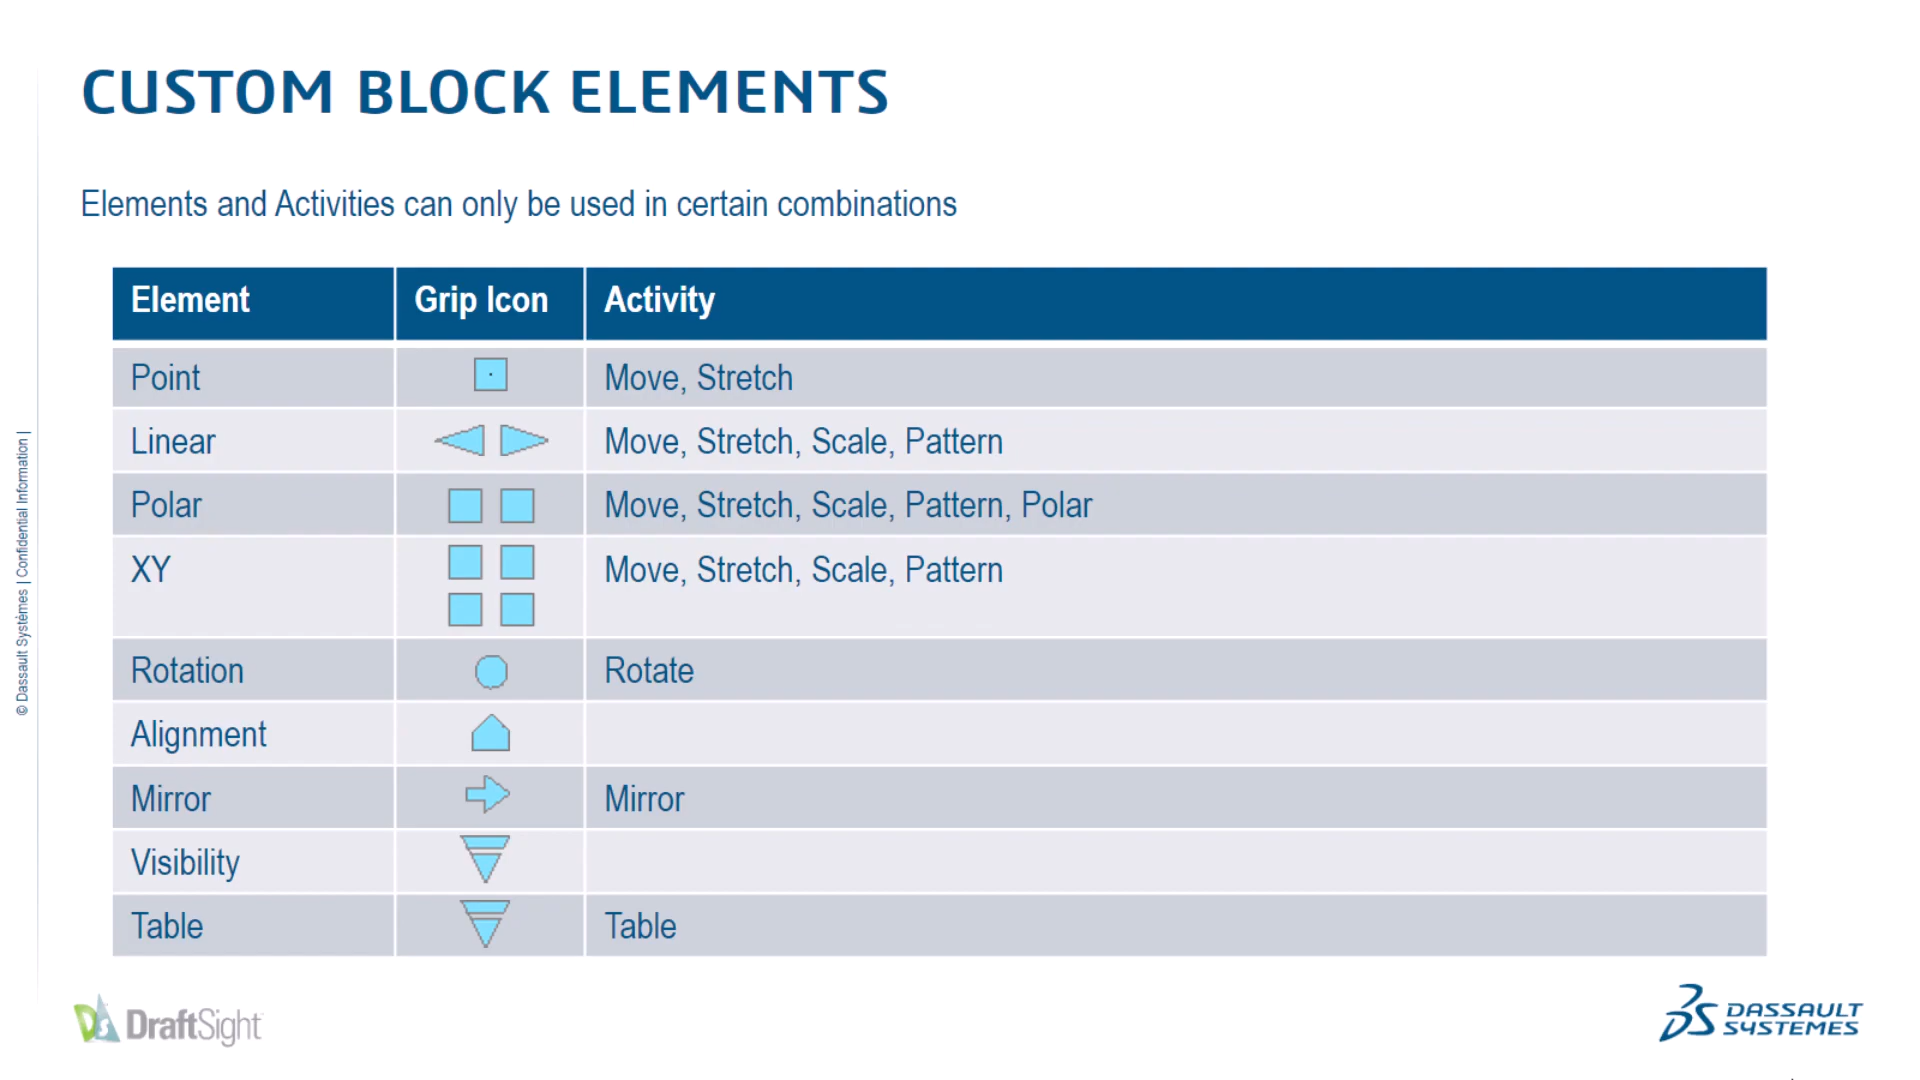 CUSTOM BLOCK ELEMENTS
Elements and Activities can only be used in certain combinations
Element Grip Icon Activity
Point Move, Stretch
Linear Move, Stretch, Scale, Pattern
Polar Move, Stretch, Scale, Pattern, Polar
XY Move, Stretch, Scale, Pattern
Rotation Rotate
Alignment
Mirror Mirror
Visibility
Table Table
© Dassault Systèmes | Confidential Information |
DS DraftSight
3DS DASSAULT
SYSTEMES